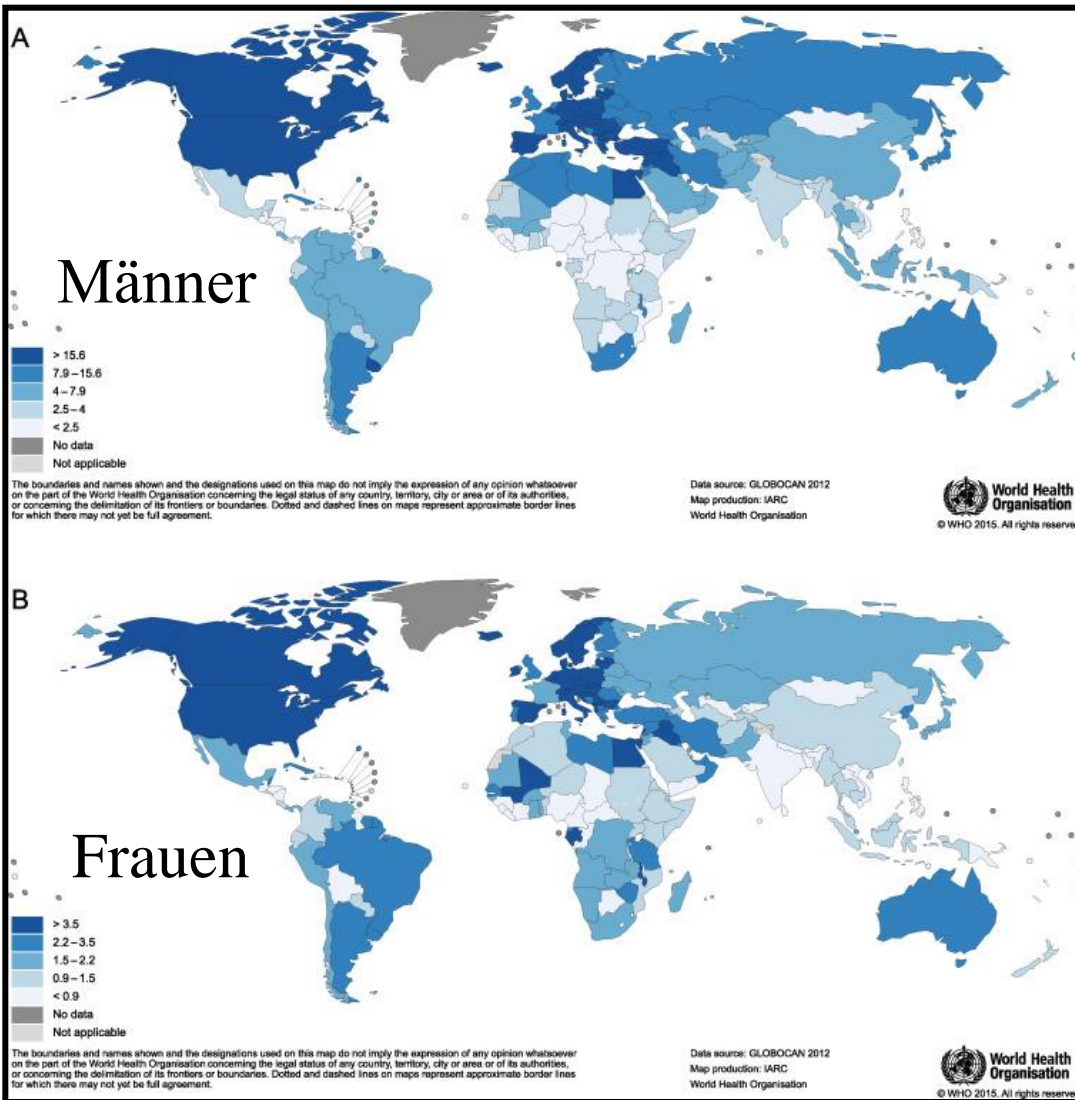 A
Männer
> 15.6
7.9–15.6
4–7.9
2.5–4
< 2.5
No data
Not applicable
The boundaries and names shown and the designations used on this map do not imply the expression of any opinion whatsoever
on the part of the World Health Organisation concerning the legal status of any country, territory, city or area or of its authorities,
or concerning the delimitation of its frontiers or boundaries. Dotted and dashed lines on maps represent approximate border lines
for which there may not yet be full agreement.
Data source: GLOBOCAN 2012
Map production: IARC
World Health Organisation
World Health
Organisation
© WHO 2015. All rights reserve
B
Frauen
> 3.5
2.2–3.5
1.5–2.2
0.9–1.5
< 0.9
No data
Not applicable
The boundaries and names shown and the designations used on this map do not imply the expression of any opinion whatsoever
on the part of the World Health Organisation concerning the legal status of any country, territory, city or area or of its authorities,
or concerning the delimitation of its frontiers or boundaries. Dotted and dashed lines on maps represent approximate border lines
for which there may not yet be full agreement.
Data source: GLOBOCAN 2012
Map production: IARC
World Health Organisation
World Health
Organisation
© WHO 2015. All rights reserve